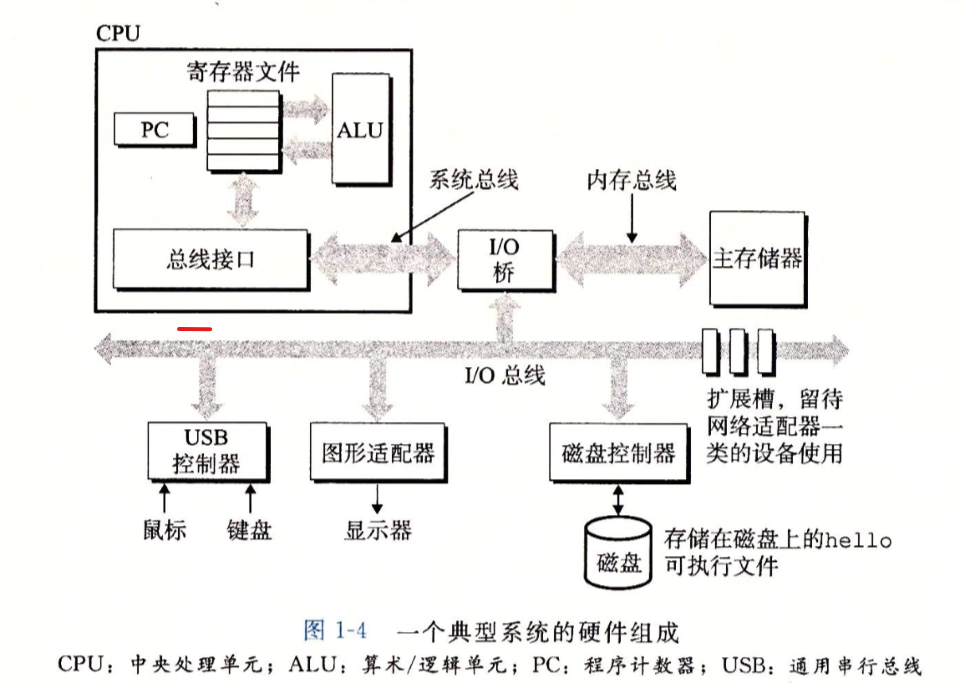 CPU
寄存器文件
PC
ALU
系统总线
内存总线
总线接口
I/O
桥
主存储器
I/O 总线
扩展槽，留待
网络适配器一
类的设备使用
USB
控制器
图形适配器
磁盘控制器
鼠标
键盘
显示器
磁盘
存储在磁盘上的hello
可执行文件
图 1-4 一个典型系统的硬件组成
CPU：中央处理单元；ALU：算术/逻辑单元；PC：程序计数器；USB：通用串行总线